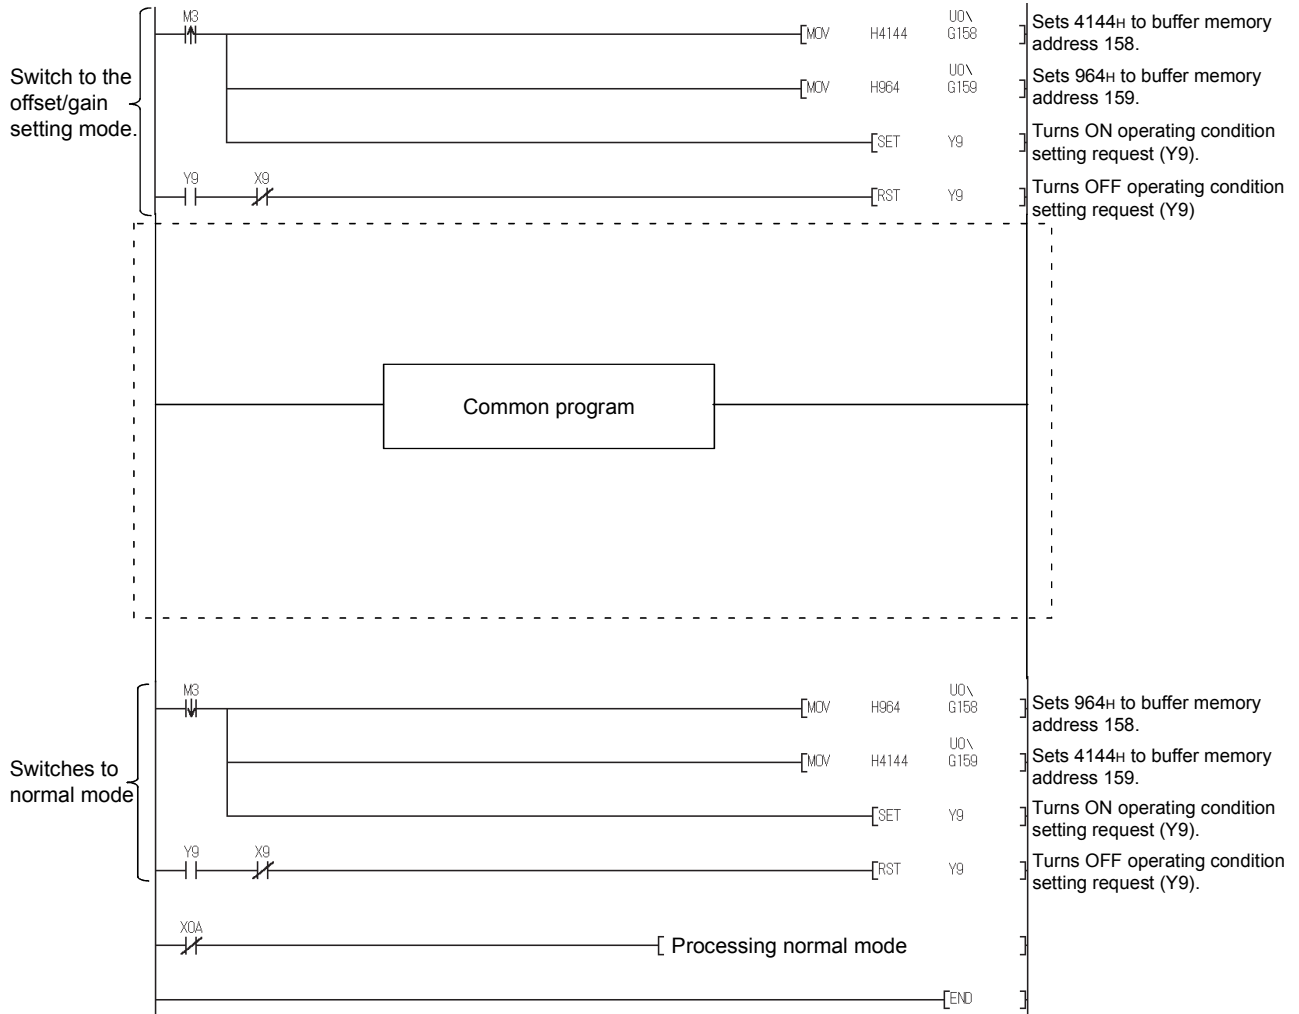 M3
MOV H4144 U0\ G158
Sets 4144H to buffer memory
address 158.
Switch to the
offset/gain
setting mode.
MOV H964 U0\ G159
Sets 964H to buffer memory
address 159.
SET Y9
Turns ON operating condition
setting request (Y9).
Y9 X9
RST Y9
Turns OFF operating condition
setting request (Y9)
Common program
M3
MOV H964 U0\ G158
Sets 964H to buffer memory
address 158.
Switches to
normal mode
MOV H4144 U0\ G159
Sets 4144H to buffer memory
address 159.
SET Y9
Turns ON operating condition
setting request (Y9).
Y9 X9
RST Y9
Turns OFF operating condition
setting request (Y9).
X0A
Processing normal mode
END